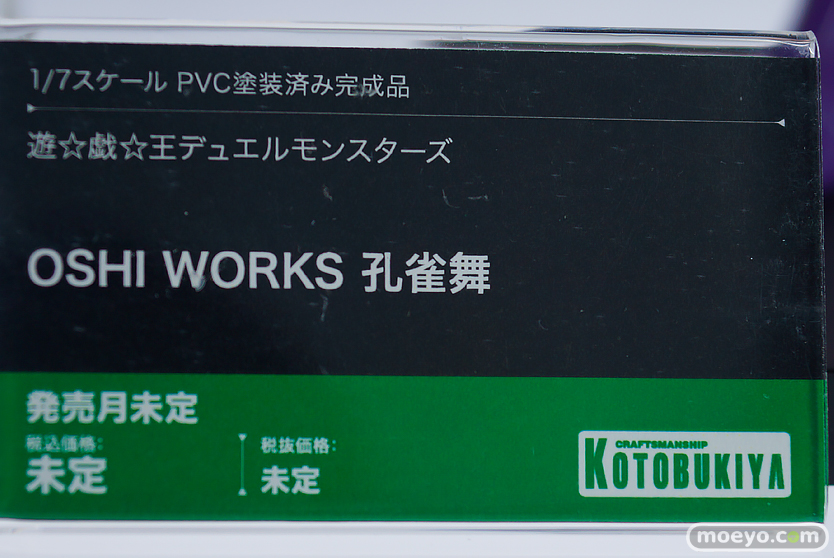 1/7スケール PVC塗装済み完成品
遊☆戯☆王デュエルモンスターズ
OSHI WORKS 孔雀舞
発売月未定
税込価格:
未定
税抜価格:
未定
CRAFTSMANSHIP
KOTOBUKIYA
moeyo.com